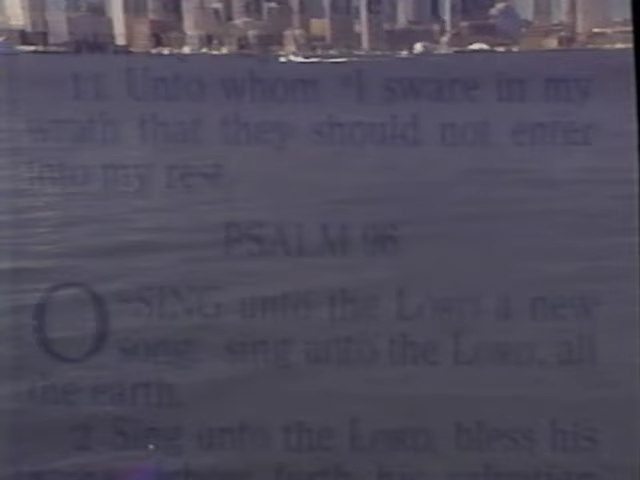 11 Unto whom I sware in my
wrath that they should not enter
into my rest.
PSALM 96
O SING unto the LORD a new
song: sing unto the LORD, all
the earth.
2 Sing unto the LORD, bless his